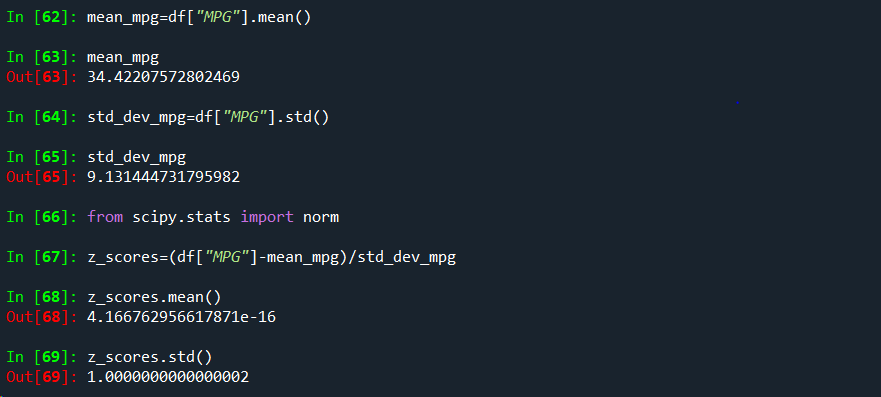 In [62]: mean_mpg=df["MPG"].mean()
In [63]: mean_mpg
Out[63]: 34.42207572802469
In [64]: std_dev_mpg=df["MPG"].std()
In [65]: std_dev_mpg
Out[65]: 9.131444731795982
In [66]: from scipy.stats import norm
In [67]: z_scores=(df["MPG"]-mean_mpg)/std_dev_mpg
In [68]: z_scores.mean()
Out[68]: 4.166762956617871e-16
In [69]: z_scores.std()
Out[69]: 1.0000000000000002